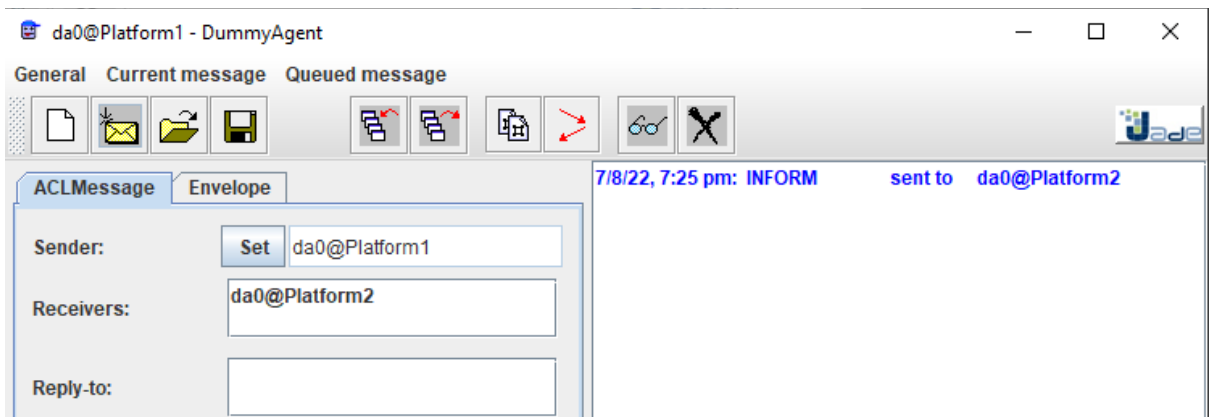 da0@Platform1 - DummyAgent
General Current message Queued message
Jade
ACLMessage Envelope
7/8/22, 7:25 pm: INFORM sent to da0@Platform2
Sender: Set da0@Platform1
Receivers: da0@Platform2
Reply-to: